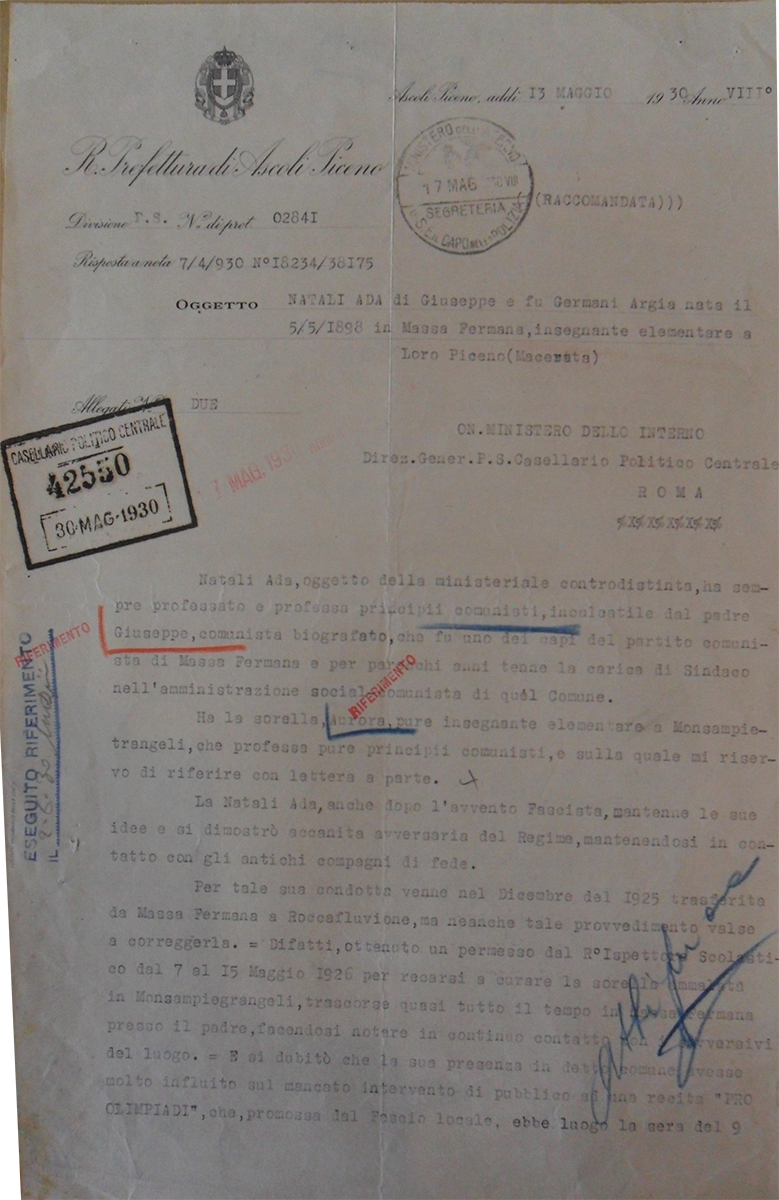 Ascoli Piceno, addì 13 MAGGIO 1930 Anno VIII°
R. Prefettura di Ascoli Piceno
MINISTERO DELL'INTERNO
17 MAG
SEGRETERIA
CAPO DELLA POLIZIA
(RACCOMANDATA)))
Divisione P.S. N.° di prot. 02841
Risposta a nota 7/4/930 N°18234/38175
OGGETTO NATALI ADA di Giuseppe e fu Germani Argia nata il
5/5/1898 in Massa Fermana,insegnante elementare a
Loro Piceno(Macerata)
Allegati N.° DUE
CASELLARIO POLITICO CENTRALE
42550
30·MAG·1930
7 MAG. 193
ON.MINISTERO DELLO INTERNO
Direz.Gener.P.S.Casellario Politico Centrale
R O M A
Natali Ada,oggetto della ministeriale controdistinta,ha sem-
pre professato e professa principii comunisti,inculcatile dal padre
Giuseppe,comunista biografato,che fu uno dei capi del partito comuni-
sta di Massa Fermana e per parecchi anni tenne la carica di Sindaco
nell'amministrazione social comunista di quel Comune.
Ha la sorella,Aurora,pure insegnante elementare a Monsampie-
trangeli,che professa pure principii comunisti,e sulla quale mi riser-
vo di riferire con lettera a parte.
La Natali Ada,anche dopo l'avvento Fascista,mantenne le sue
idee e si dimostrò accanita avversaria del Regime,mantenendosi in con-
tatto con gli antichi compagni di fede.
Per tale sua condotta venne nel Dicembre del 1925 trasferita
da Massa Fermana a Roccafluvione,ma neanche tale provvedimento valse
a correggerla. = Difatti,ottenuto un permesso dal R°Ispettore Scolasti-
co dal 7 al 15 Maggio 1926 per recarsi a curare la sorella ammalata
in Monsampiegrangeli,trascorse quasi tutto il tempo in Massa Fermana
presso il padre,facendosi notare in continuo contatto con i sovversivi
del luogo. = E si dubitò che la sua presenza in detto comune avesse
molto influito sul mancato intervento di pubblico ad una recita "PRO
OLIMPIADI",che,promossa dal Fascio locale, ebbe luogo la sera del 9
RIFERIMENTO
RIFERIMENTO
ESEGUITO RIFERIMENTO
IL